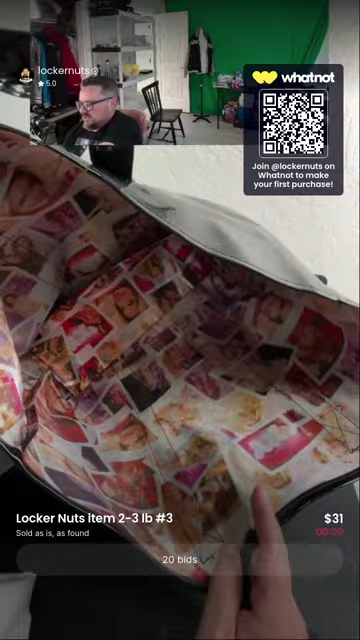 lockernuts
★ 5.0
whatnot
Join @lockernuts on
Whatnot to make
your first purchase!
Locker Nuts item 2-3 lb #3
$31
Sold as is, as found
00:00
20 bids